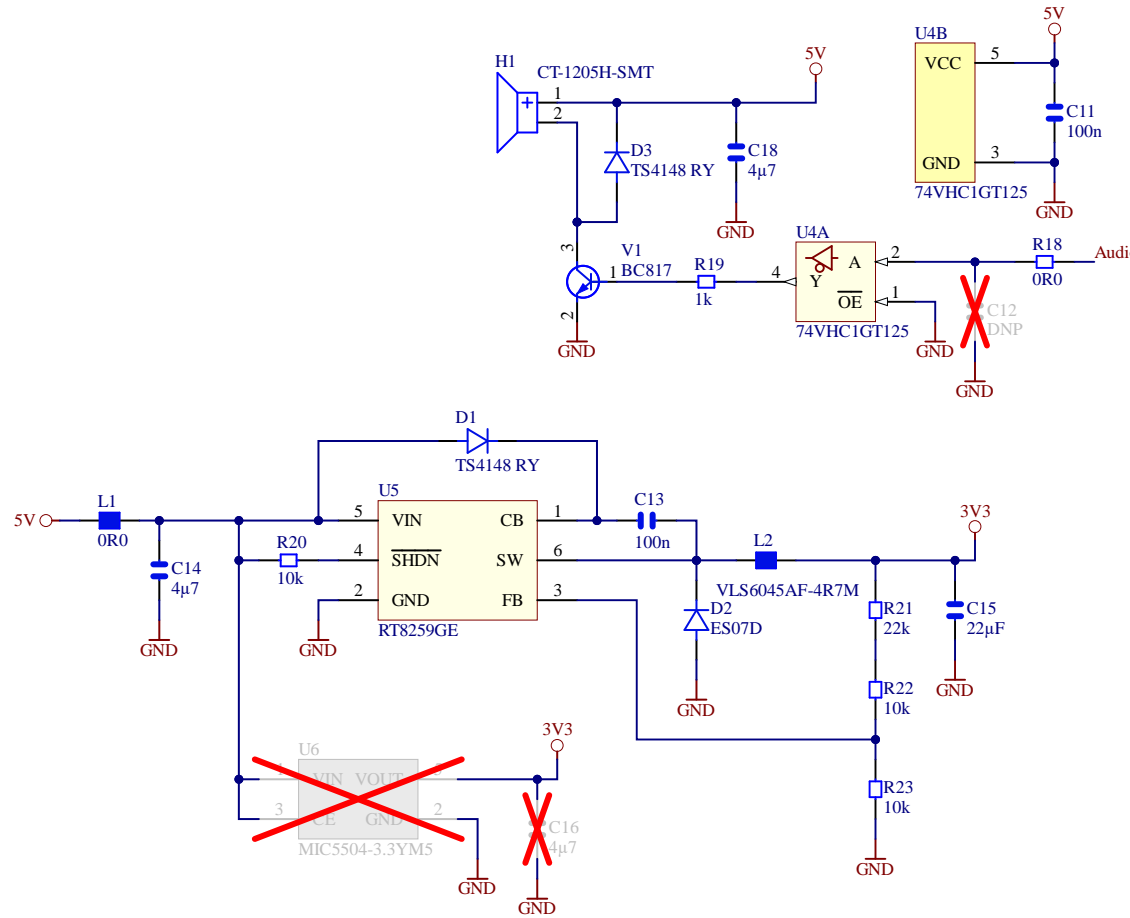 H1
CT-1205H-SMT
5V
5V
U4B
+
1
2
VCC
5
D3
TS4148 RY
C18
4µ7
C11
100n
GND
3
74VHC1GT125
GND
GND
U4A
3
V1
BC817
1
R19
1k
4
Y
A
OE
2
1
R18
0R0
Audi
2
GND
74VHC1GT125
GND
C12
DNP
GND
D1
TS4148 RY
U5
5V
L1
0R0
5
VIN
CB
1
C13
100n
3V3
C14
4µ7
R20
10k
4
SHDN
SW
6
L2
VLS6045AF-4R7M
2
GND
FB
3
D2
ES07D
R21
22k
C15
22µF
GND
GND
RT8259GE
GND
GND
R22
10k
U6
3V3
1
VIN
VOUT
5
3
CE
GND
2
R23
10k
MIC5504-3.3YM5
C16
4µ7
GND
GND
GND